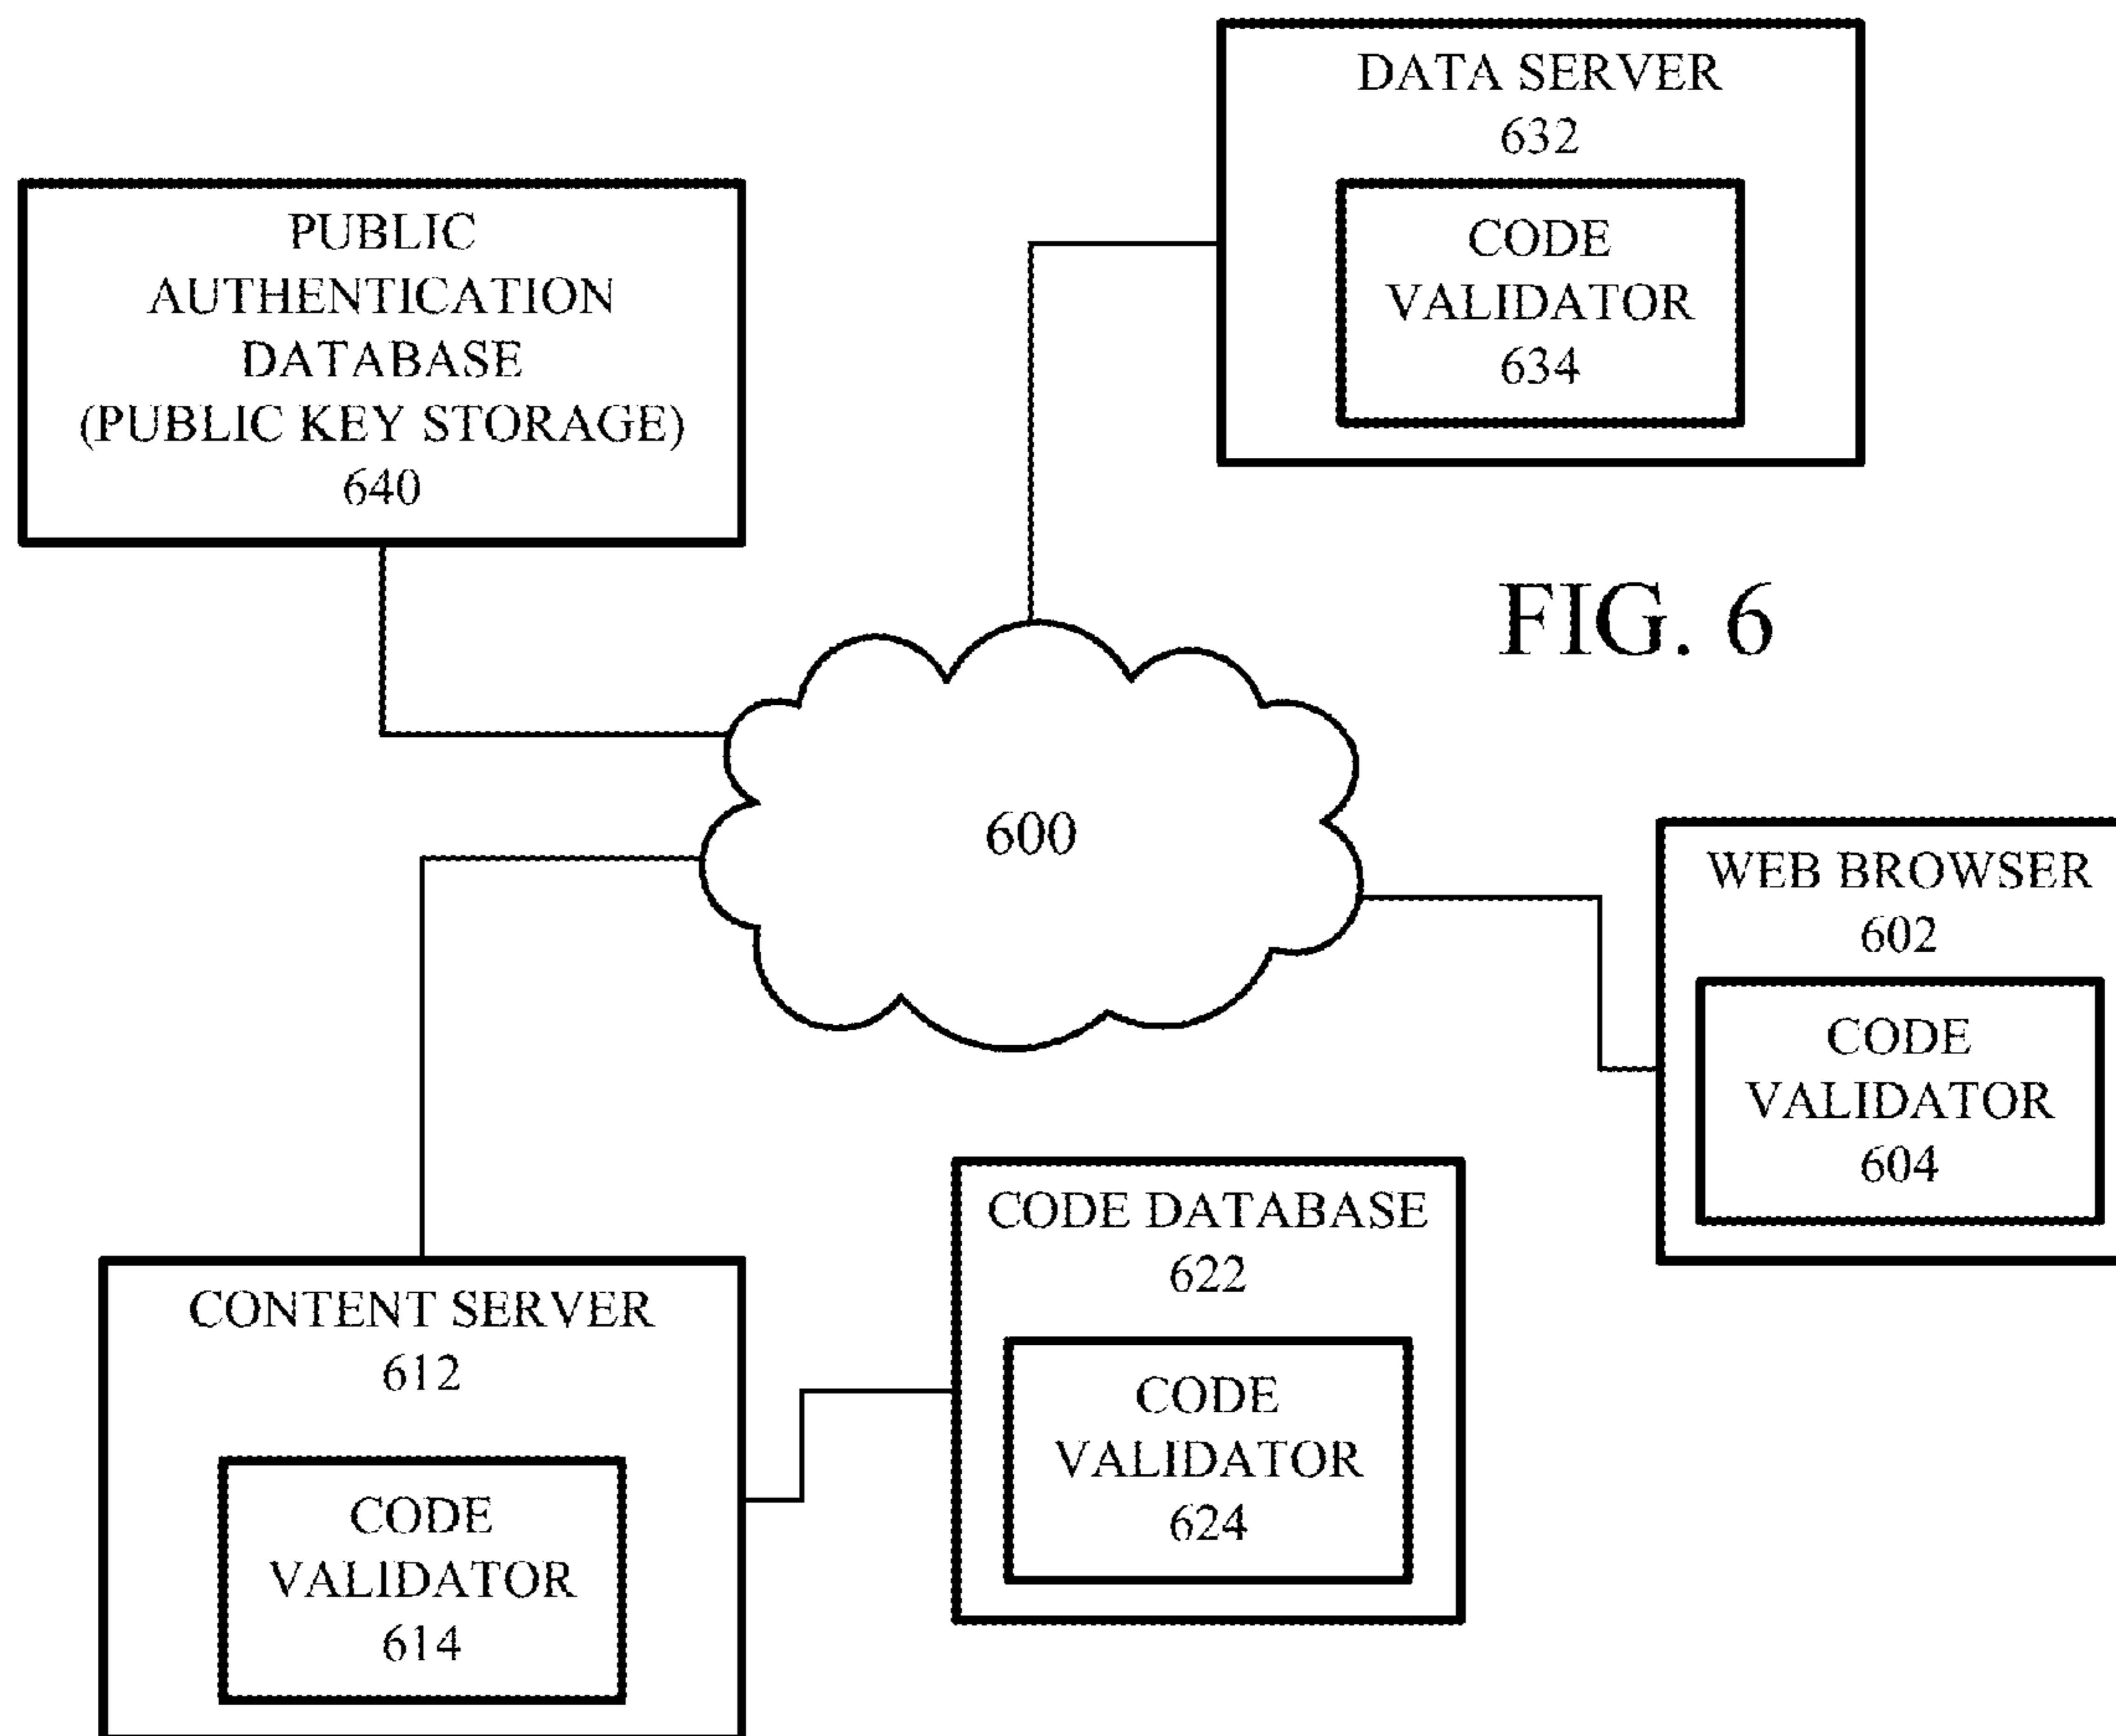 DATA SERVER
632
CODE
VALIDATOR
634
PUBLIC
AUTHENTICATION
DATABASE
(PUBLIC KEY STORAGE)
640
FIG. 6
600
WEB BROWSER
602
CODE
VALIDATOR
604
CODE DATABASE
622
CODE
VALIDATOR
624
CONTENT SERVER
612
CODE
VALIDATOR
614